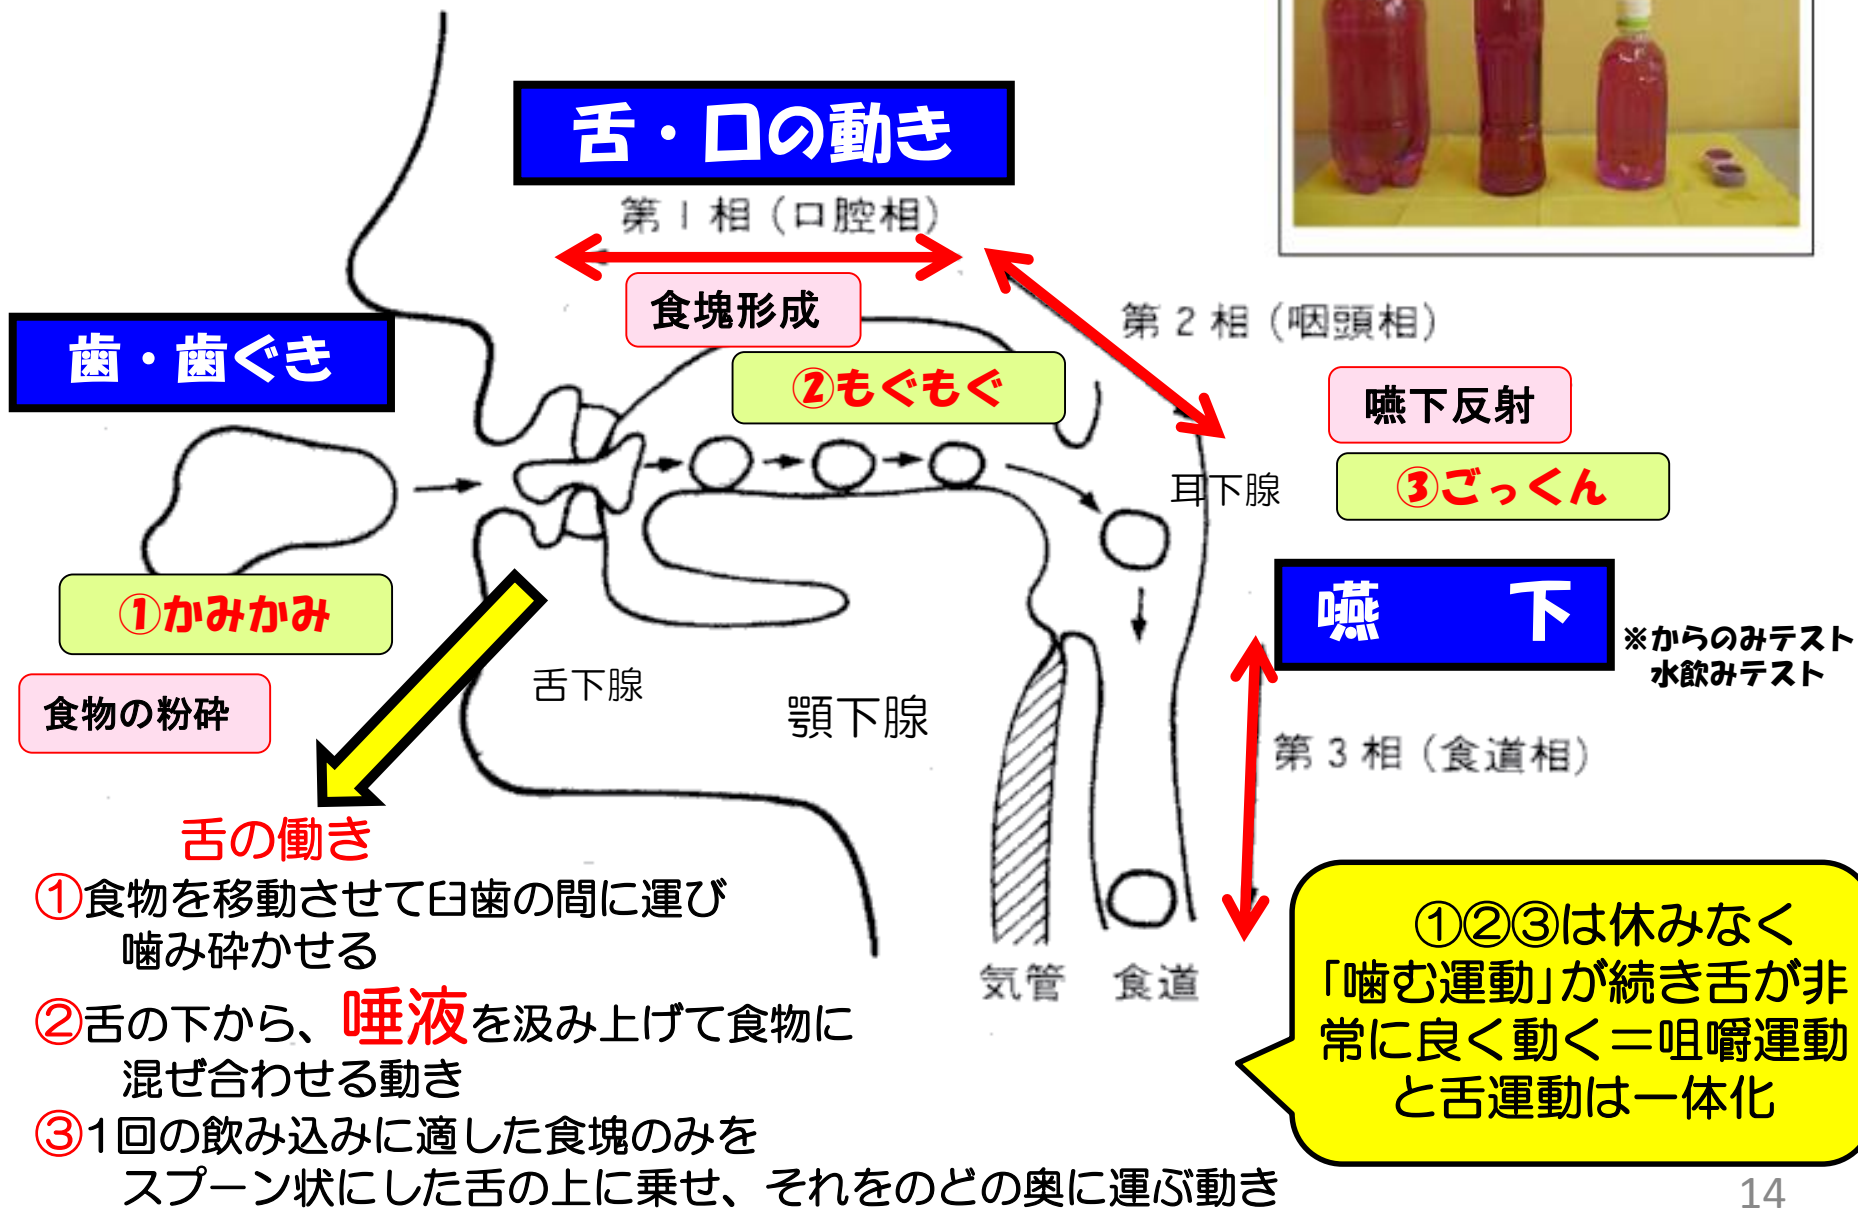 舌・口の動き
第1相（口腔相）
食塊形成
第2相（咽頭相）
歯・歯ぐき
②もぐもぐ
嚥下反射
③ごっくん
耳下腺
①かみかみ
嚥　下
※からのみテスト
水飲みテスト
食物の粉砕
舌下腺
顎下腺
第3相（食道相）
舌の働き
①食物を移動させて臼歯の間に運び
噛み砕かせる
②舌の下から、唾液を汲み上げて食物に
混ぜ合わせる動き
③1回の飲み込みに適した食塊のみを
スプーン状にした舌の上に乗せ、それをのどの奥に運ぶ動き
気管　食道
①②③は休みなく
「噛む運動」が続き舌が非
常に良く動く＝咀嚼運動
と舌運動は一体化
14